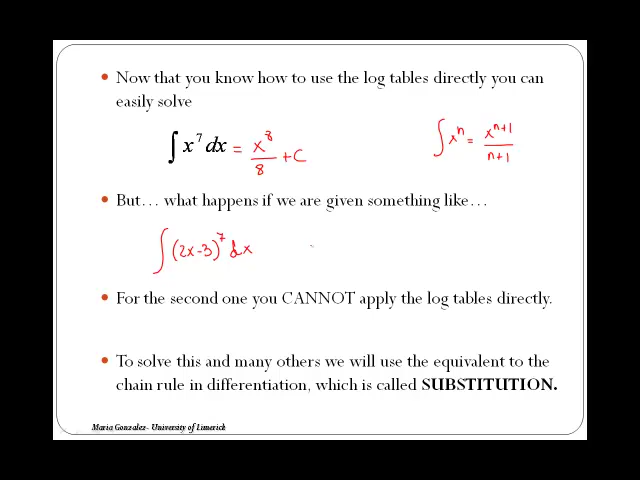 • Now that you know how to use the log tables directly you can
easily solve
∫ x⁷ dx = x⁸/8 + C
∫ xⁿ = xⁿ⁺¹/n+1
• But… what happens if we are given something like…
∫ (2x-3)⁷ dx
• For the second one you CANNOT apply the log tables directly.
• To solve this and many others we will use the equivalent to the
chain rule in differentiation, which is called SUBSTITUTION.
Maria Gonzalez- University of Limerick